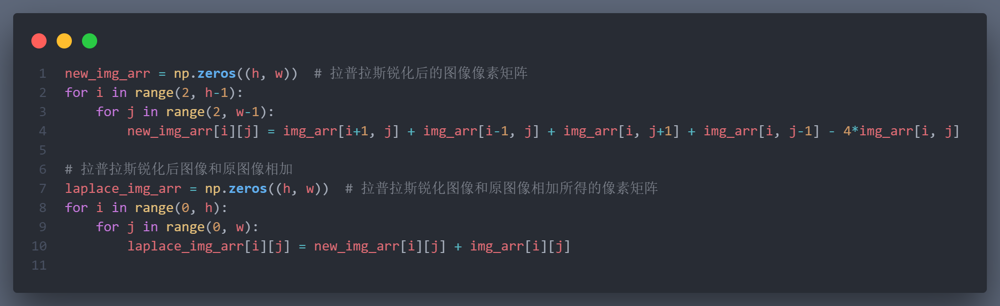 1 new_img_arr = np.zeros((h, w))  # 拉普拉斯锐化后的图像像素矩阵
2 for i in range(2, h-1):
3     for j in range(2, w-1):
4         new_img_arr[i][j] = img_arr[i+1, j] + img_arr[i-1, j] + img_arr[i, j+1] + img_arr[i, j-1] - 4*img_arr[i, j]
5
6 # 拉普拉斯锐化后图像和原图像相加
7 laplace_img_arr = np.zeros((h, w))  # 拉普拉斯锐化图像和原图像相加所得的像素矩阵
8 for i in range(0, h):
9     for j in range(0, w):
10         laplace_img_arr[i][j] = new_img_arr[i][j] + img_arr[i][j]
11